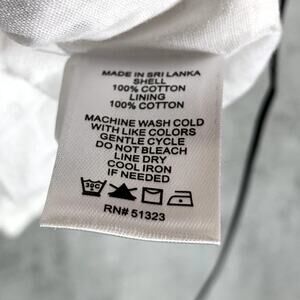 MADE IN SRI LANKA
SHELL
100% COTTON
LINING
100% COTTON
MACHINE WASH COLD
WITH LIKE COLORS
GENTLE CYCLE
DO NOT BLEACH
LINE DRY
COOL IRON
IF NEEDED
30C
RN# 51323